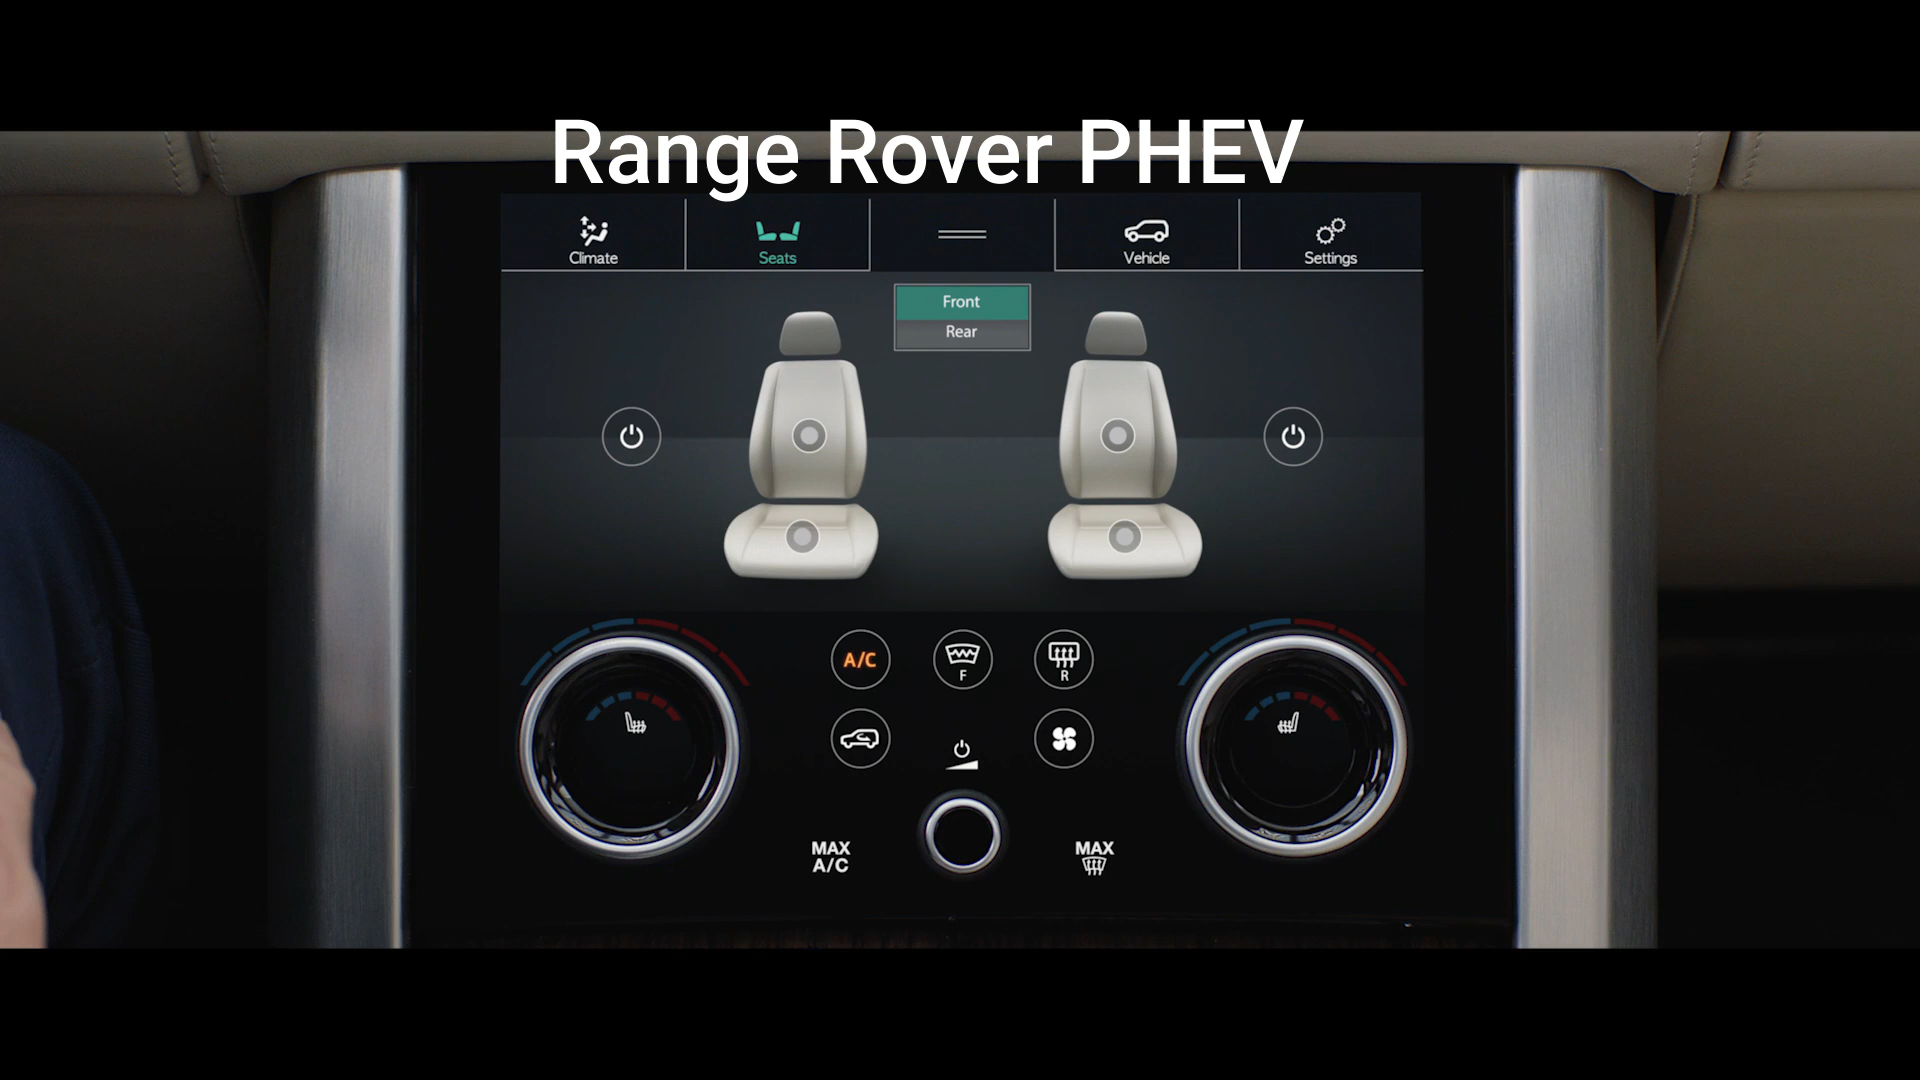 Range Rover PHEV
Climate
Seats
Vehicle
Settings
Front
Rear
A/C
F
R
MAX
A/C
MAX